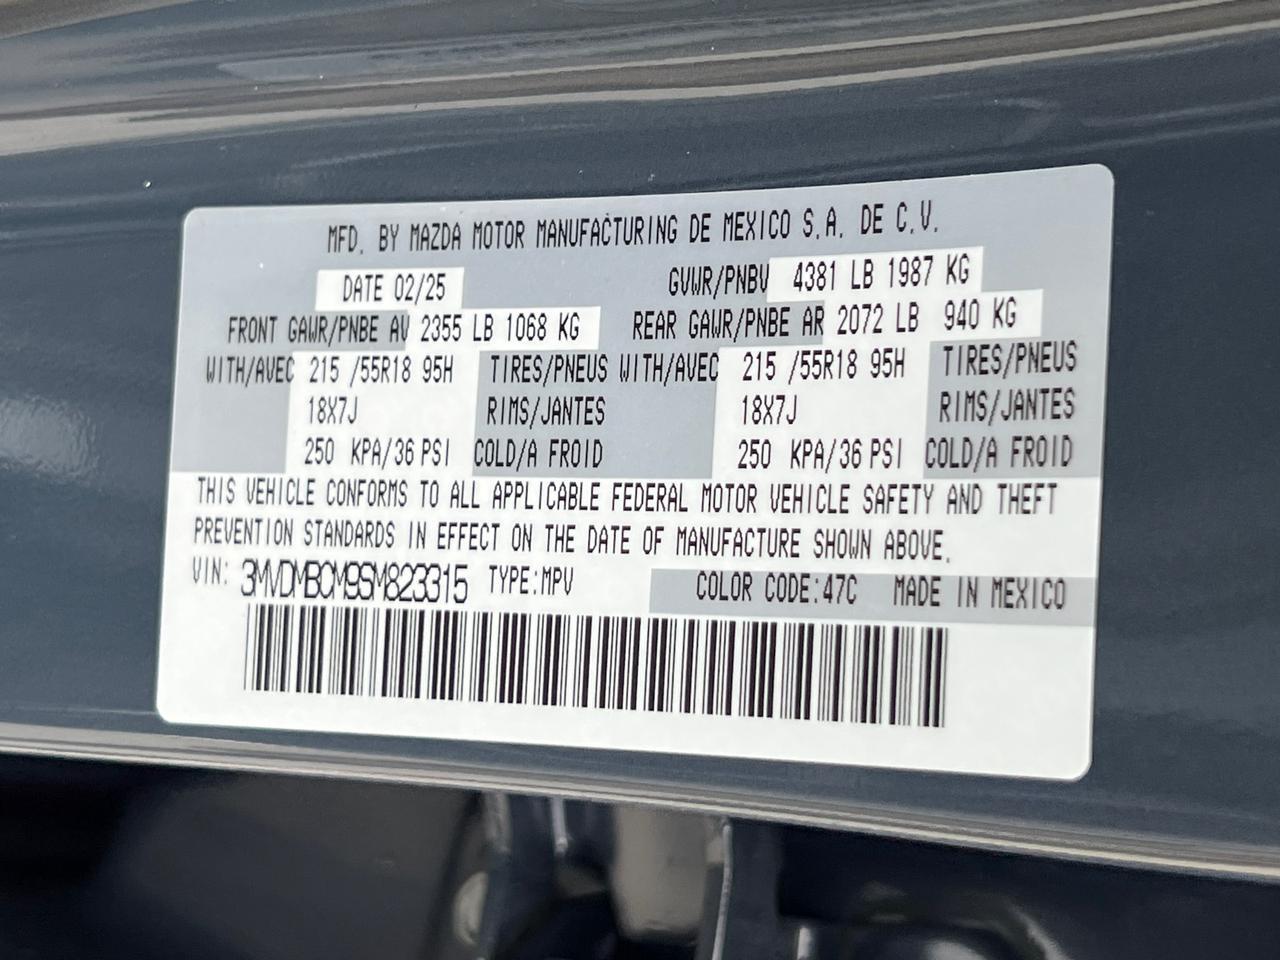 MFD. BY MAZDA MOTOR MANUFACTURING DE MEXICO S.A. DE C.V.
DATE 02/25 GVWR/PNBV 4381 LB 1987 KG
FRONT GAWR/PNBE AV 2355 LB 1068 KG REAR GAWR/PNBE AR 2072 LB 940 KG
WITH/AVEC 215 /55R18 95H TIRES/PNEUS WITH/AVEC 215 /55R18 95H TIRES/PNEUS
18X7J RIMS/JANTES 18X7J RIMS/JANTES
250 KPA/36 PSI COLD/A FROID 250 KPA/36 PSI COLD/A FROID
THIS VEHICLE CONFORMS TO ALL APPLICABLE FEDERAL MOTOR VEHICLE SAFETY AND THEFT
PREVENTION STANDARDS IN EFFECT ON THE DATE OF MANUFACTURE SHOWN ABOVE.
VIN: 3MVDMBCM9SM823315 TYPE:MPV COLOR CODE:47C MADE IN MEXICO